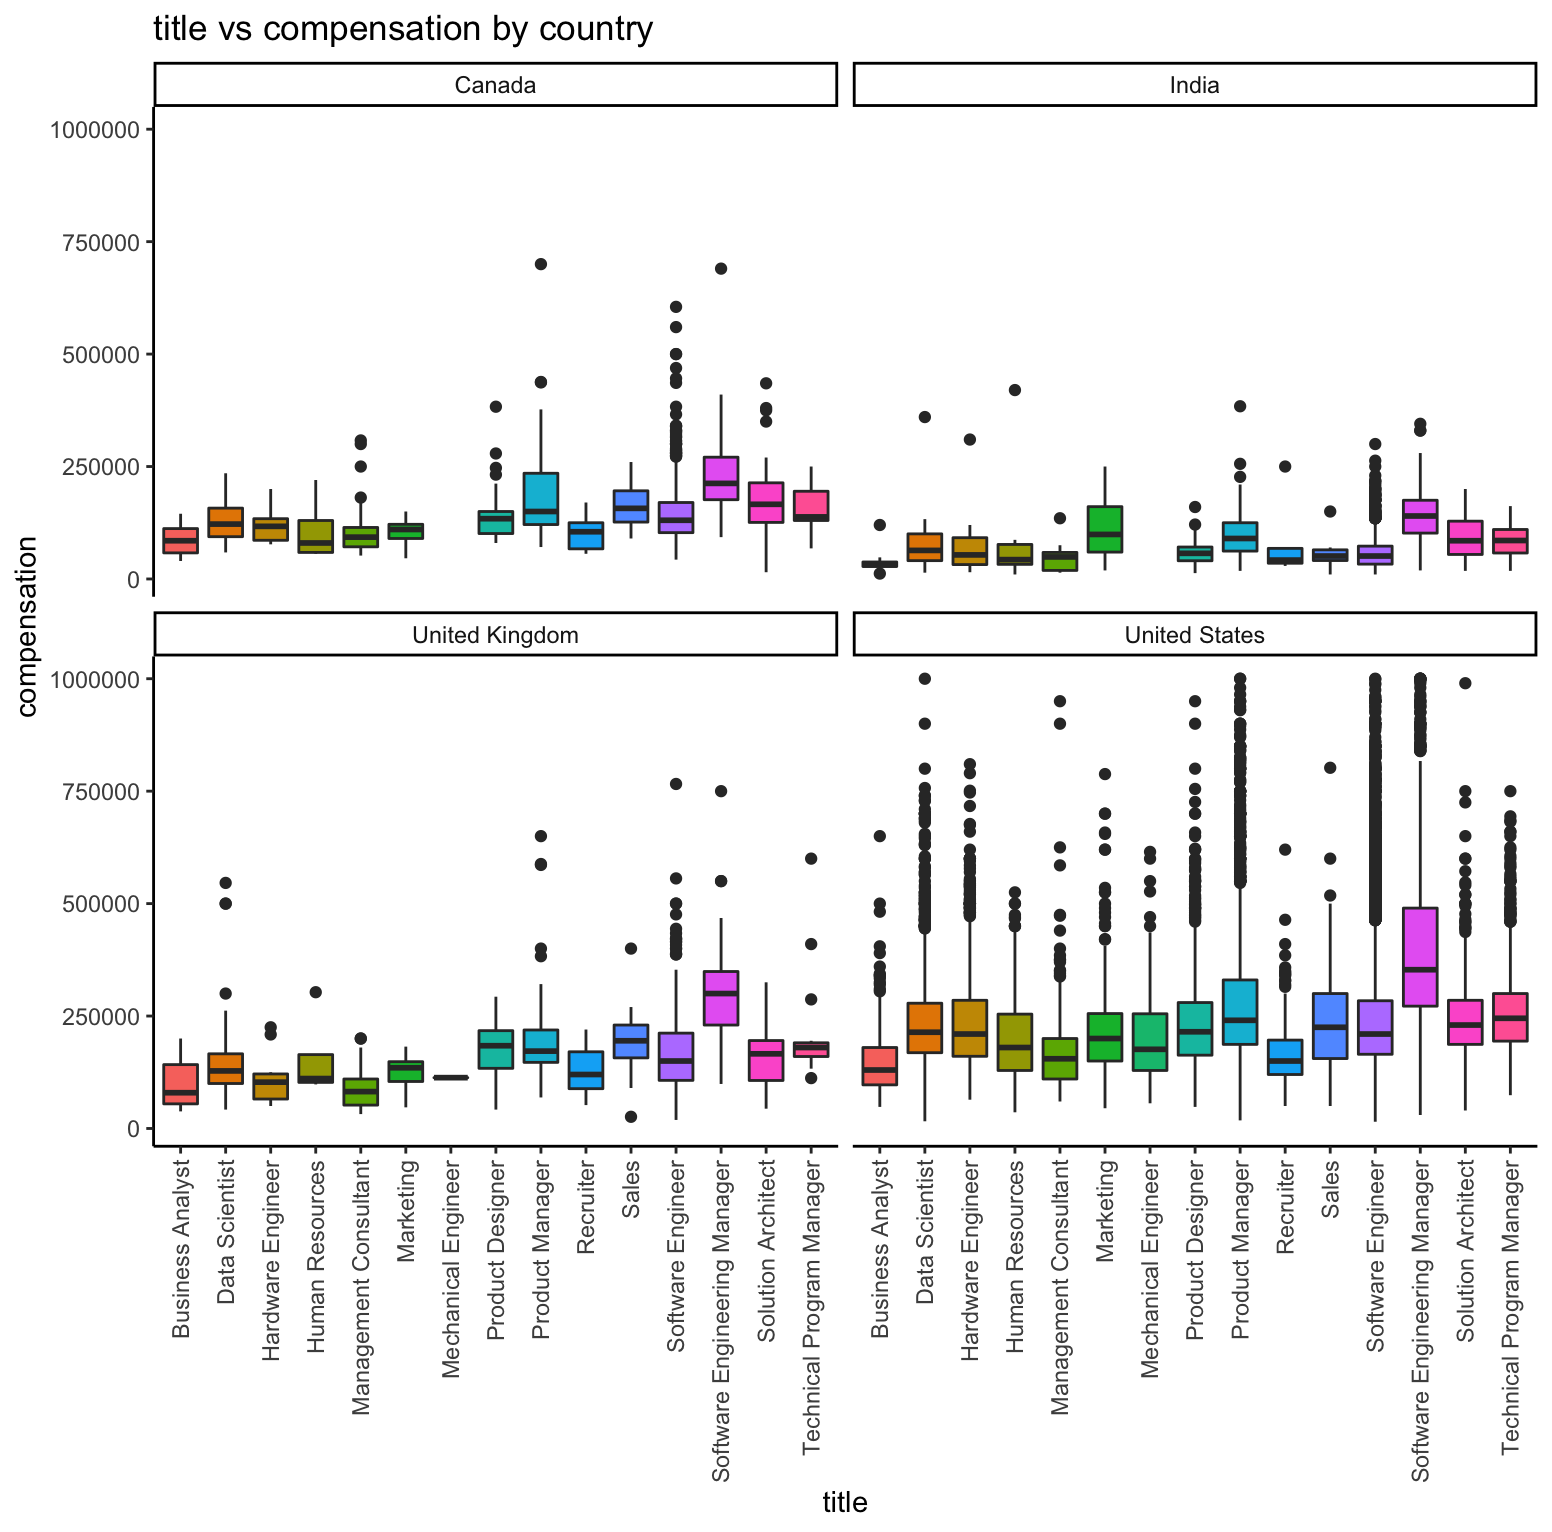 title vs compensation by country
Canada
India
1000000
750000
500000
250000
0
United Kingdom
United States
1000000
750000
500000
250000
0
compensation
Business Analyst
Data Scientist
Hardware Engineer
Human Resources
Management Consultant
Marketing
Mechanical Engineer
Product Designer
Product Manager
Recruiter
Sales
Software Engineer
Software Engineering Manager
Solution Architect
Technical Program Manager
Business Analyst
Data Scientist
Hardware Engineer
Human Resources
Management Consultant
Marketing
Mechanical Engineer
Product Designer
Product Manager
Recruiter
Sales
Software Engineer
Software Engineering Manager
Solution Architect
Technical Program Manager
title